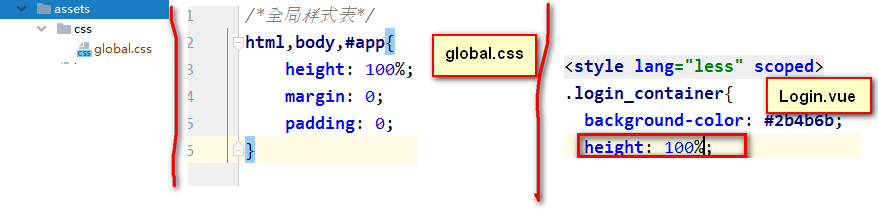 assets
css
global.css
1 /*全局样式表*/
2 html,body,#app{
3 height: 100%;
4 margin: 0;
5 padding: 0;
6 }
global.css
<style lang="less" scoped>
.login_container{
Login.vue
background-color: #2b4b6b;
height: 100%;